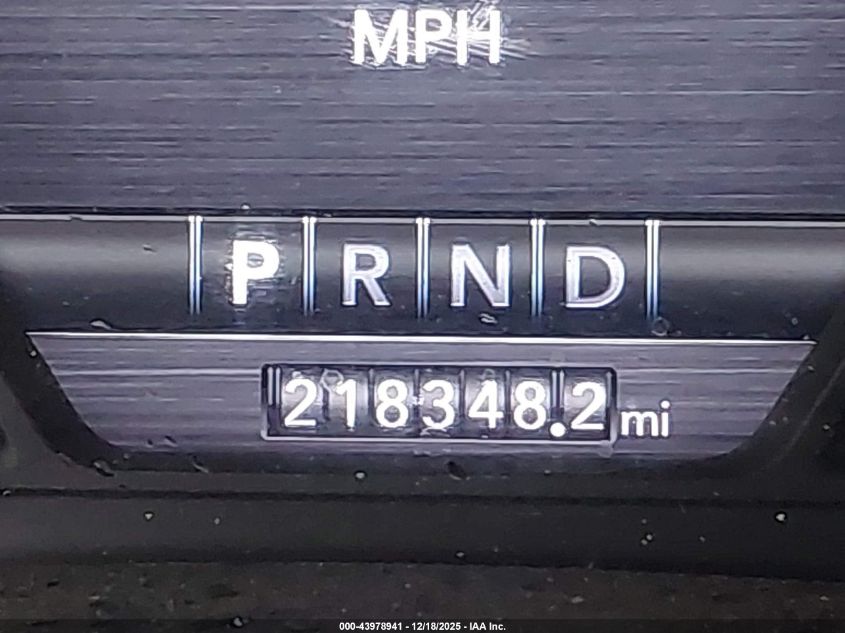 MPH
P R N D
218348.2 mi
000-43978941 - 12/18/2025 - IAA Inc.